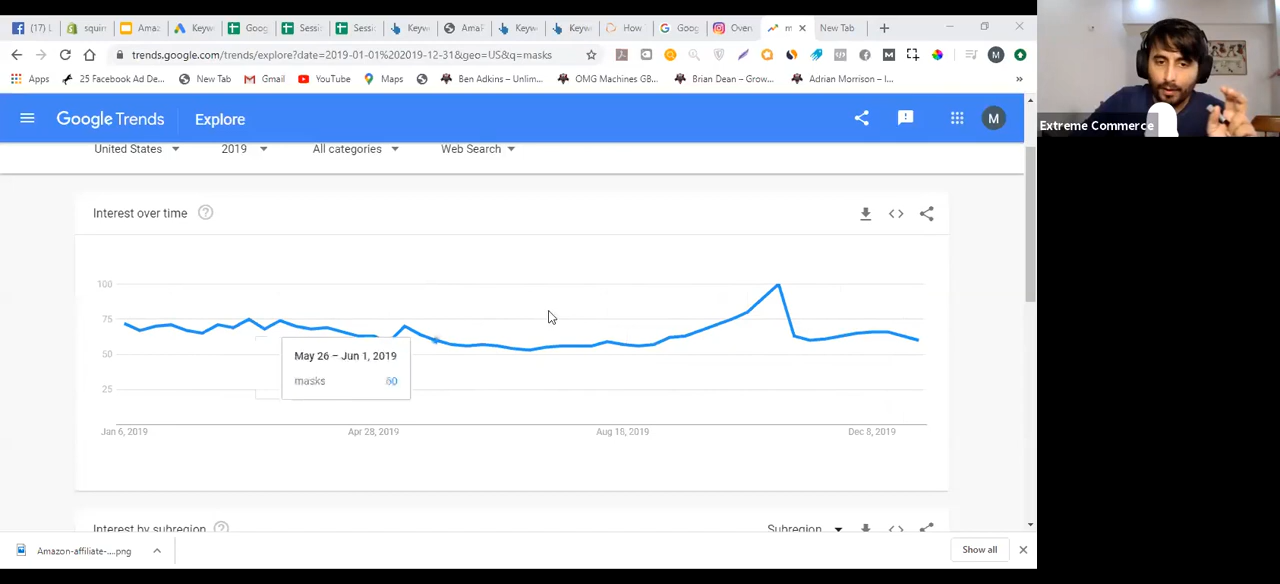 (17)
squirr
Amaz
Keyw
Goog
Sessi
Sessi
Keyw
Amai
Keyw
Keyw
How
Goog
Over
m
New Tab
trends.google.com/trends/explore?date=2019-01-01%202019-12-31&geo=US&q=masks
M
Apps
25 Facebook Ad De...
New Tab
Gmail
YouTube
Maps
Ben Adkins – Unlim...
OMG Machines GB...
Brian Dean – Grow...
Adrian Morrison – I...
»
Google Trends
Explore
M
Extreme Commerce
United States
2019
All categories
Web Search
Interest over time
?
100
75
50
25
May 26 – Jun 1, 2019
masks
Jan 6, 2019
Apr 28, 2019
Aug 18, 2019
Dec 8, 2019
Interest by subregion
?
Subregion
Amazon-affiliate-....png
Show all